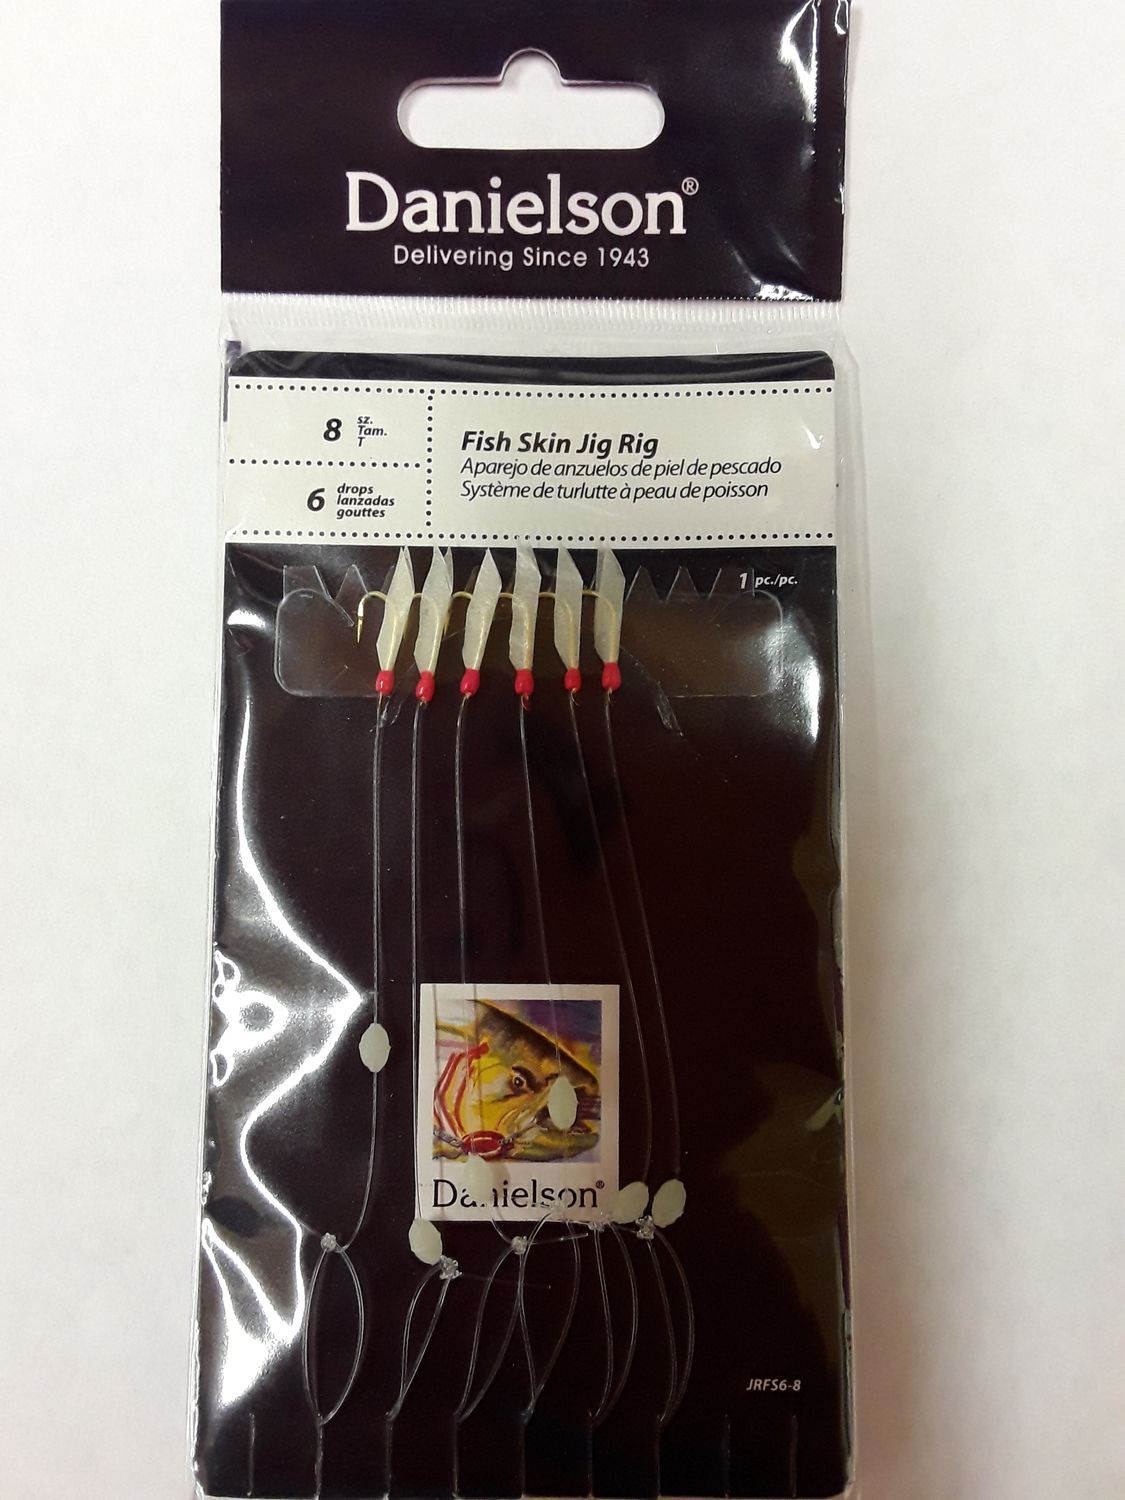 Danielson®
Delivering Since 1943
8 sz.
Tam.
T
6 drops
lanzadas
gouttes
Fish Skin Jig Rig
Aparejo de anzuelos de piel de pescado
Système de turlutte à peau de poisson
1 pc./pc.
Danielson®
JRFS6-8